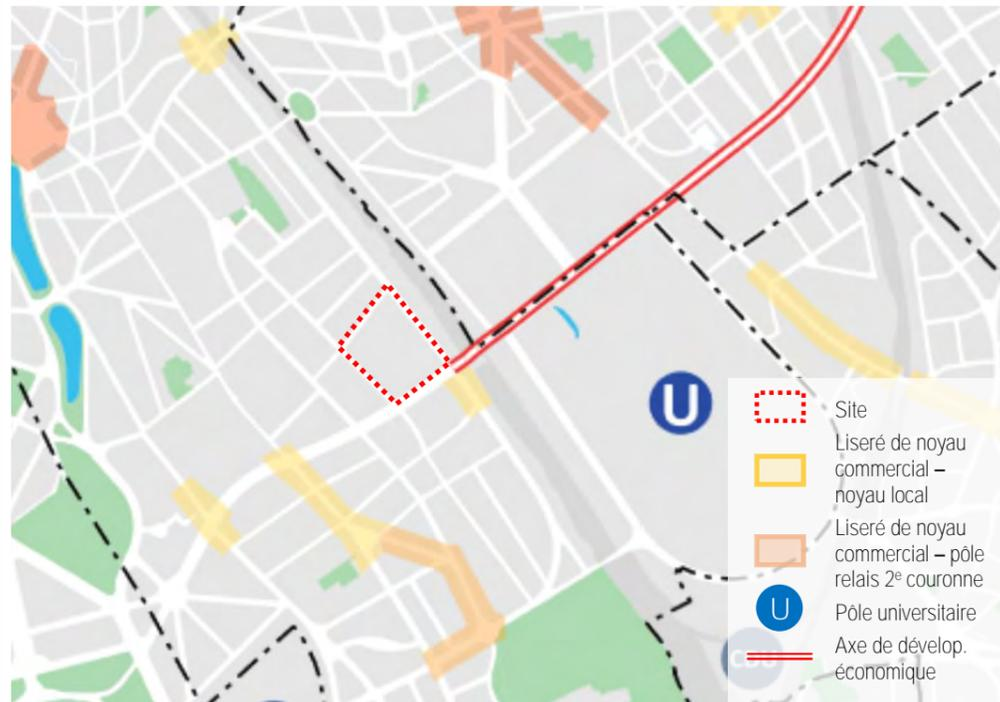 U
Site
Liseré de noyau
commercial –
noyau local
Liseré de noyau
commercial – pôle
relais 2e couronne
U
Pôle universitaire
Axe de dévelop.
économique